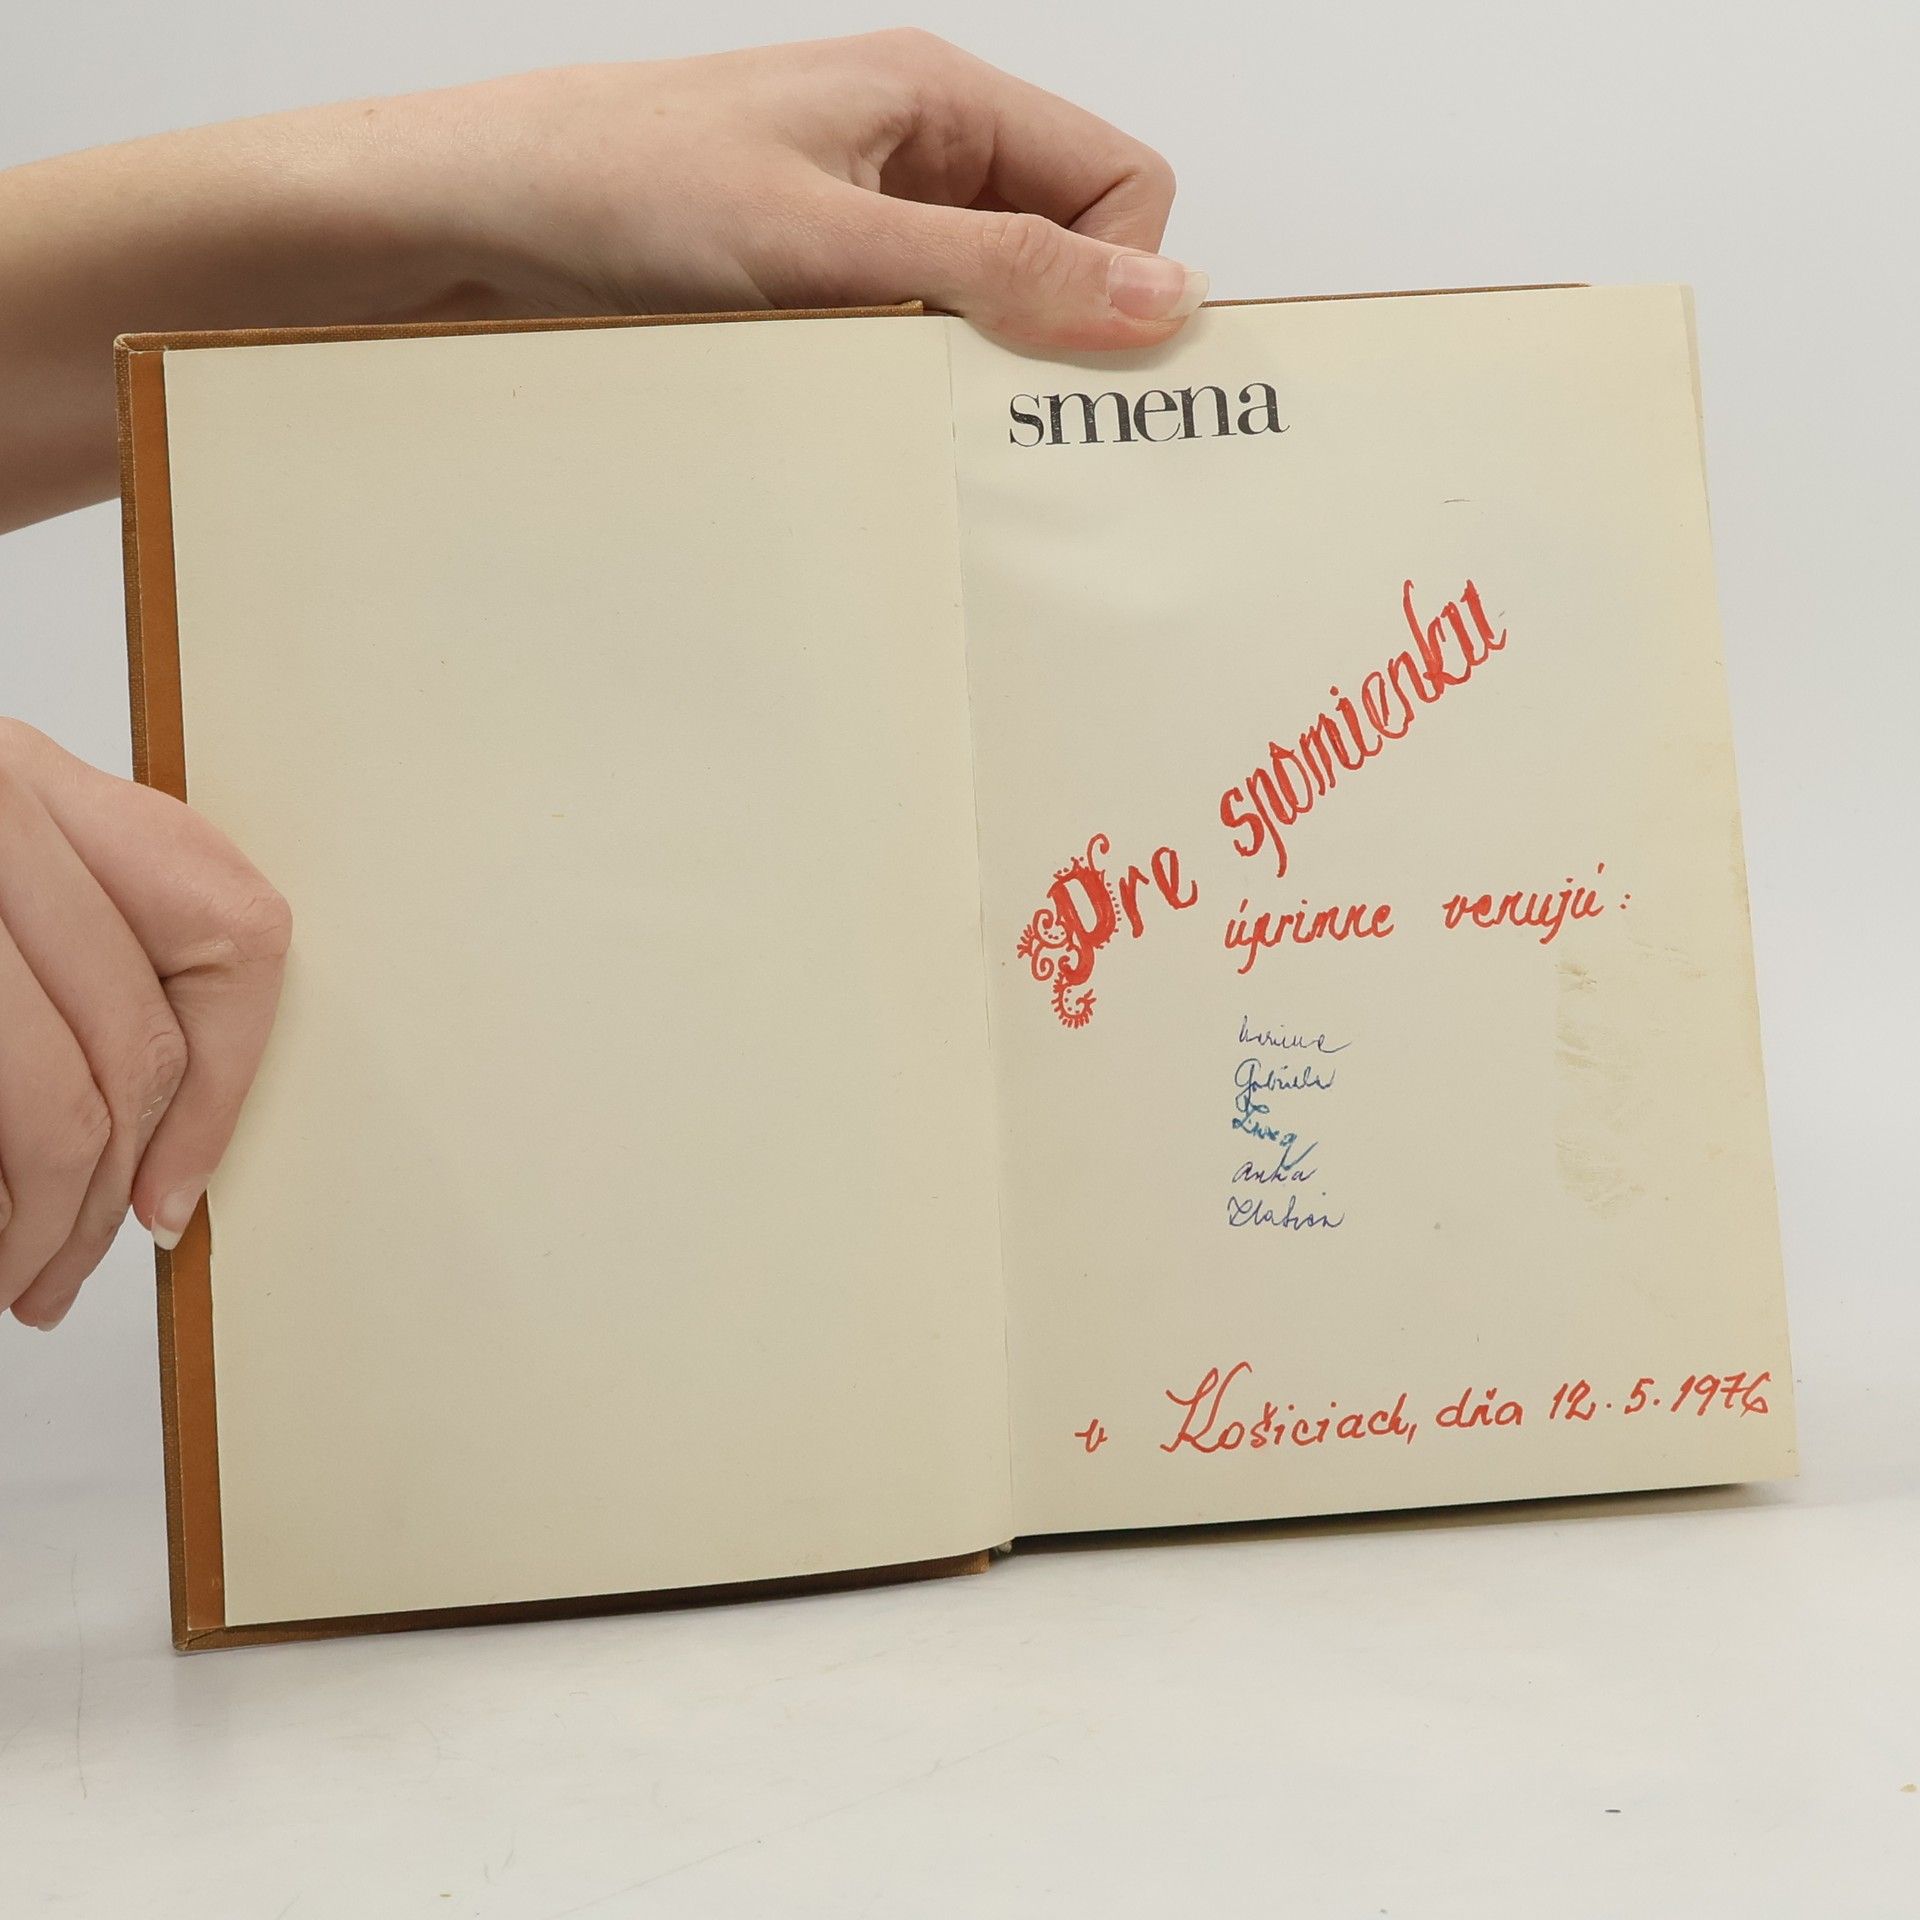 smena
Pre spomienku
úprimne venujú:
Gabriela
Anka
v Košiciach, dňa 12.5.1976